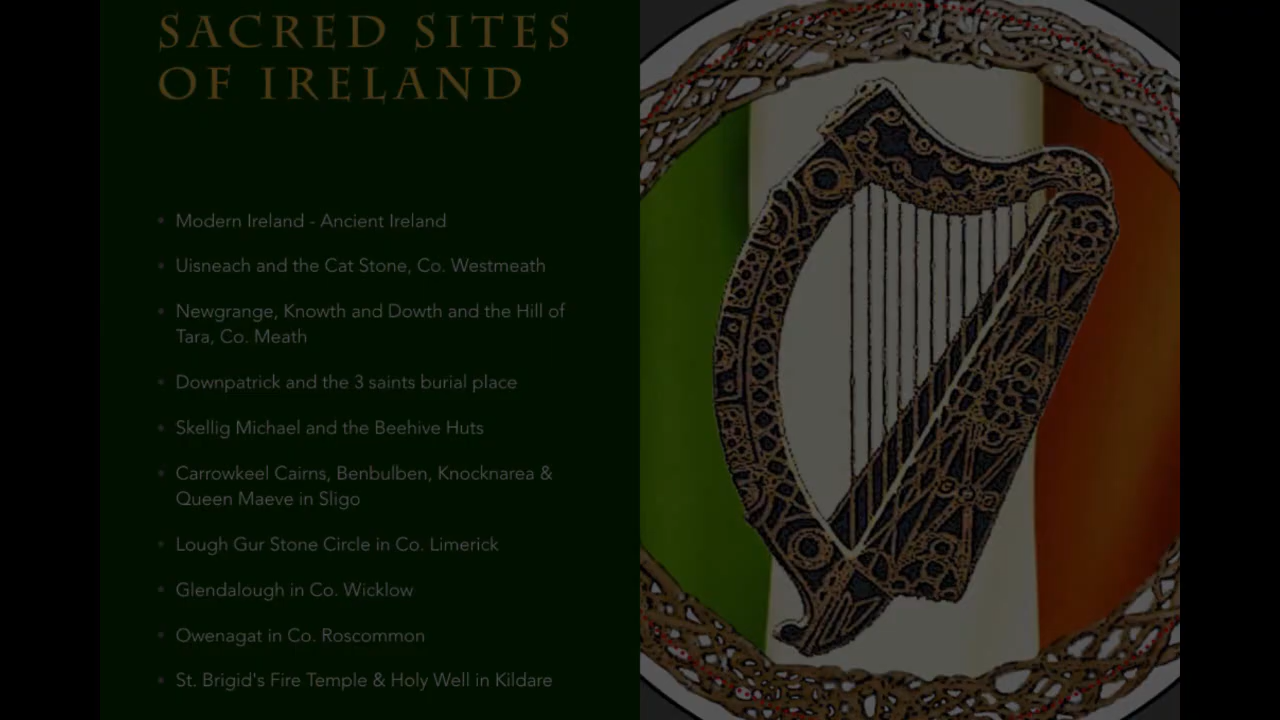 SACRED SITES
OF IRELAND
• Modern Ireland - Ancient Ireland
• Uisneach and the Cat Stone, Co. Westmeath
• Newgrange, Knowth and Dowth and the Hill of
Tara, Co. Meath
• Downpatrick and the 3 saints burial place
• Skellig Michael and the Beehive Huts
• Carrowkeel Cairns, Benbulben, Knocknarea &
Queen Maeve in Sligo
• Lough Gur Stone Circle in Co. Limerick
• Glendalough in Co. Wicklow
• Owenagat in Co. Roscommon
• St. Brigid's Fire Temple & Holy Well in Kildare